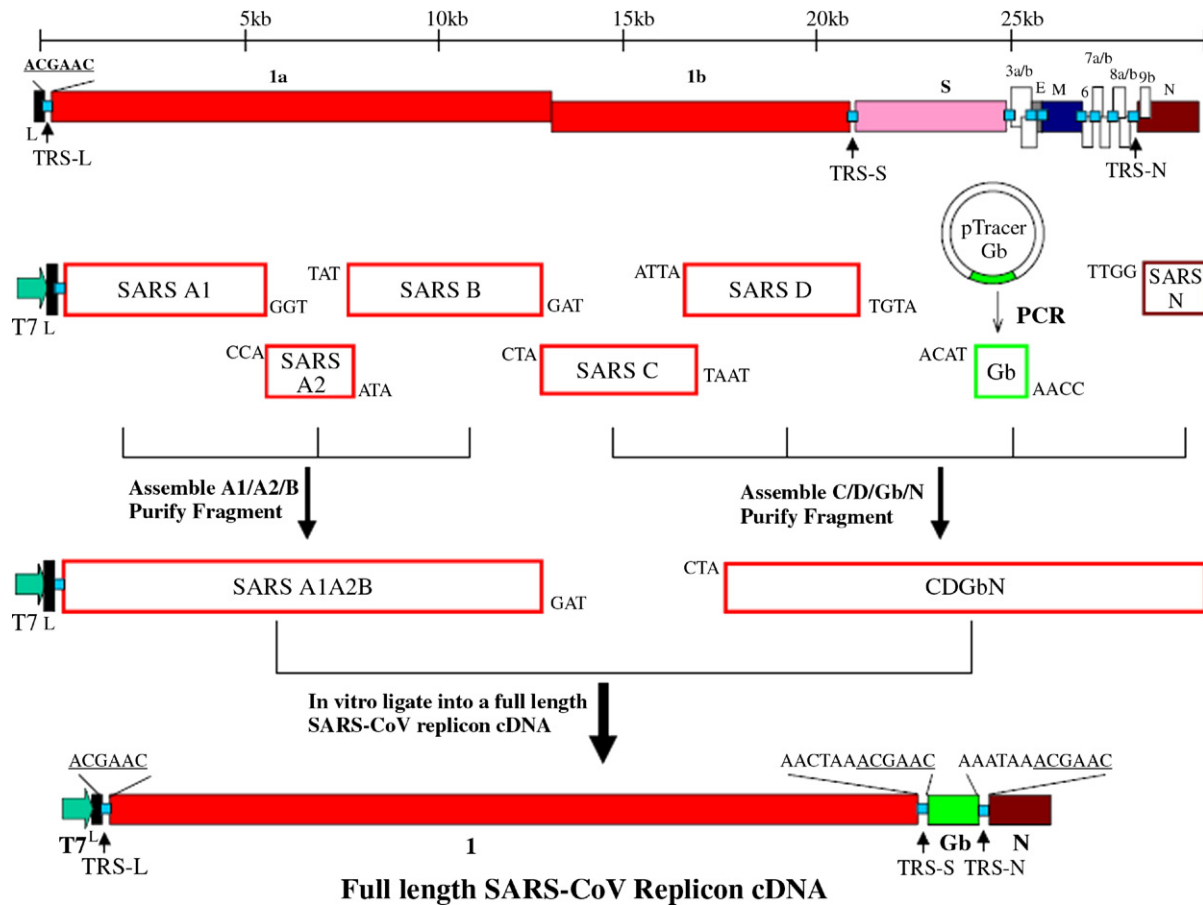 5kb 10kb 15kb 20kb 25kb
ACGAAC
1a 1b S 3a/b E M 6 7a/b 8a/b 9b N
L
TRS-L TRS-S TRS-N
pTracer
Gb
PCR
T7 L
SARS A1
GGT
CCA
SARS
A2
ATA
TAT
SARS B
GAT
CTA
SARS C
TAAT
ATTA
SARS D
TGTA
ACAT
Gb
AACC
TTGG
SARS
N
Assemble A1/A2/B
Purify Fragment
Assemble C/D/Gb/N
Purify Fragment
T7 L
SARS A1A2B
GAT
CTA
CDGbN
In vitro ligate into a full length
SARS-CoV replicon cDNA
ACGAAC
AACTAAACGAAC AAATAAACGAAC
T7 L
1 Gb N
TRS-L TRS-S TRS-N
Full length SARS-CoV Replicon cDNA